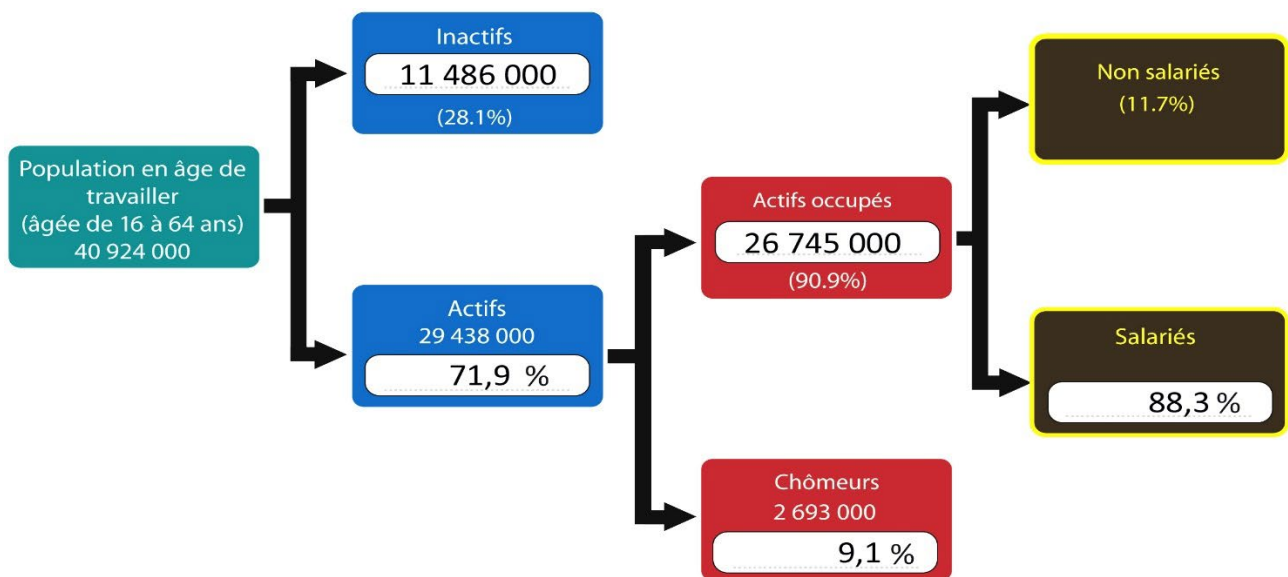 Population en âge de
travailler
(âgée de 16 à 64 ans)
40 924 000
Inactifs
11 486 000
(28.1%)
Actifs
29 438 000
71,9 %
Actifs occupés
26 745 000
(90.9%)
Chômeurs
2 693 000
9,1 %
Non salariés
(11.7%)
Salariés
88,3 %